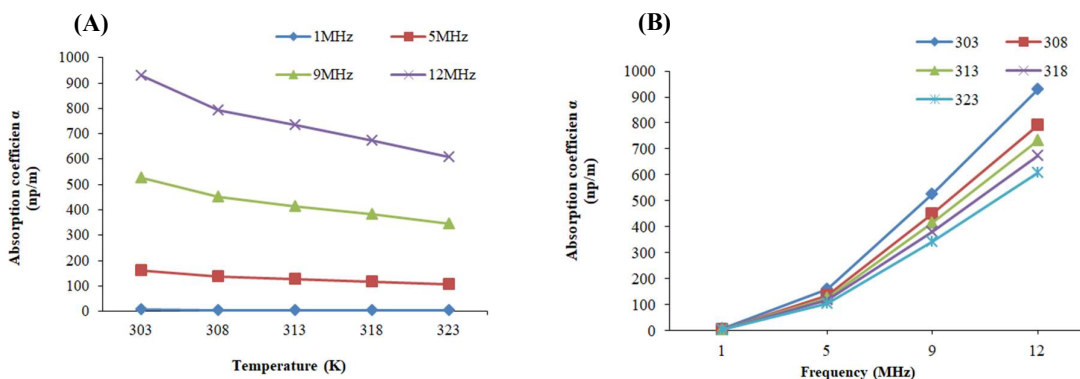 (A)
1MHz 5MHz
9MHz 12MHz
1000
900
800
700
600
500
400
300
200
100
0
Absorption coefficien α
(np/m)
303 308 313 318 323
Temperature (K)
(B)
303 308
313 318
323
1000
900
800
700
600
500
400
300
200
100
0
Absorption coefficien α
(np/m)
1 5 9 12
Frequency (MHz)